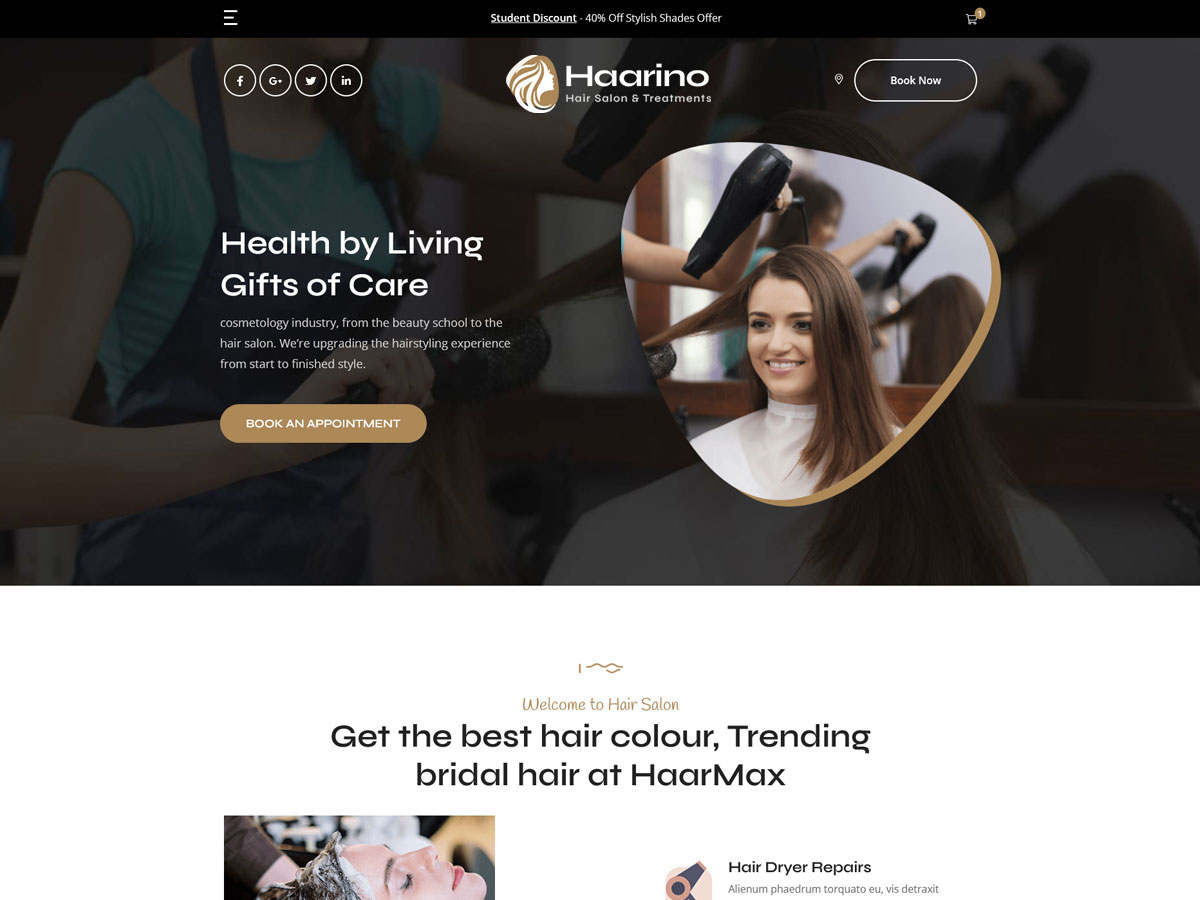 Student Discount - 40% Off Stylish Shades Offer
1
Haarino
Hair Salon & Treatments
Book Now
Health by Living
Gifts of Care
cosmetology industry, from the beauty school to the
hair salon. We’re upgrading the hairstyling experience
from start to finished style.
BOOK AN APPOINTMENT
Welcome to Hair Salon
Get the best hair colour, Trending
bridal hair at HaarMax
Hair Dryer Repairs
Alienum phaedrum torquato eu, vis detraxit